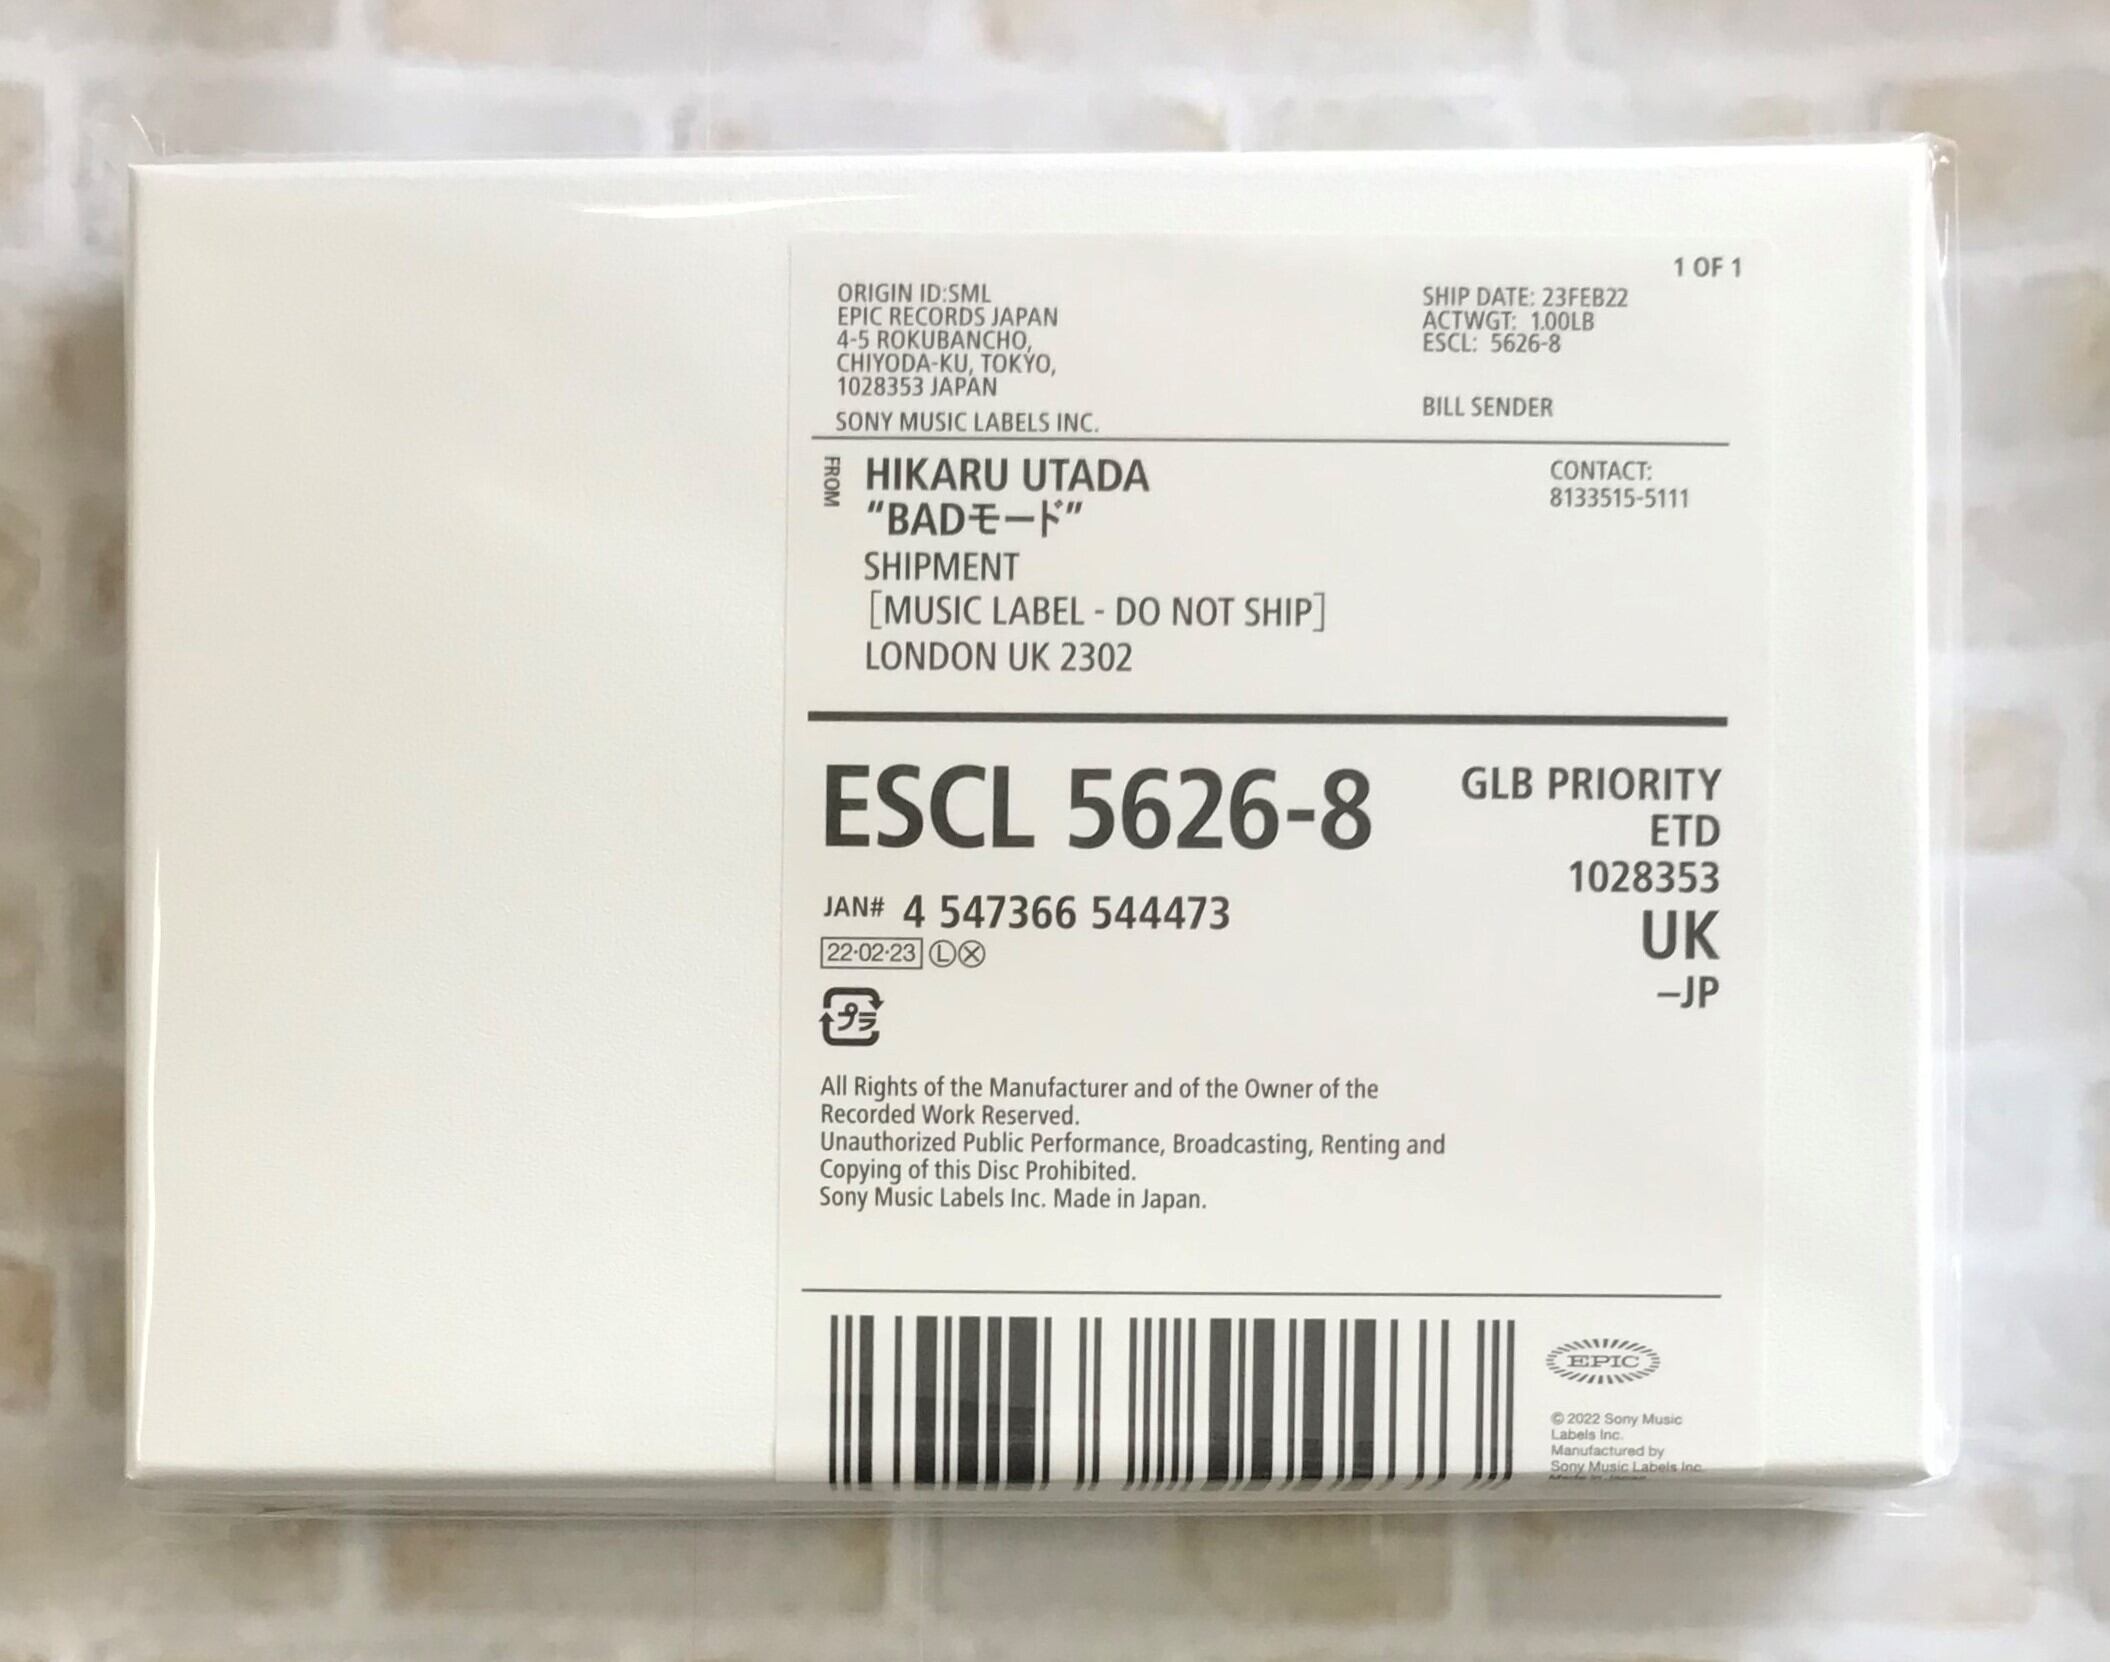 1 OF 1
ORIGIN ID:SML
EPIC RECORDS JAPAN
4-5 ROKUBANCHO,
CHIYODA-KU, TOKYO,
1028353 JAPAN
SONY MUSIC LABELS INC.
SHIP DATE: 23FEB22
ACTWGT: 1.00LB
ESCL: 5626-8
BILL SENDER
FROM
HIKARU UTADA
"BADモード"
SHIPMENT
[MUSIC LABEL - DO NOT SHIP]
LONDON UK 2302
CONTACT:
8133515-5111
ESCL 5626-8
JAN# 4 547366 544473
22·02·23 Ⓛ ⓧ
プラ
GLB PRIORITY
ETD
1028353
UK
–JP
All Rights of the Manufacturer and of the Owner of the
Recorded Work Reserved.
Unauthorized Public Performance, Broadcasting, Renting and
Copying of this Disc Prohibited.
Sony Music Labels Inc. Made in Japan.
EPIC
© 2022 Sony Music
Labels Inc.
Manufactured by
Sony Music Labels Inc.
Made in Japan